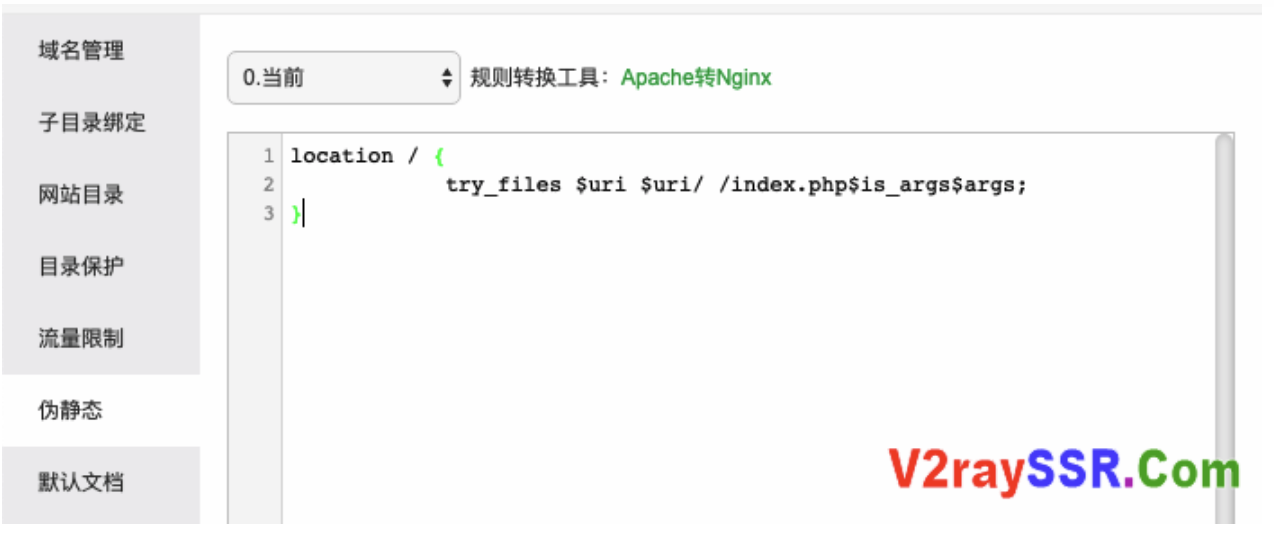 域名管理
子目录绑定
网站目录
目录保护
流量限制
伪静态
默认文档
0.当前 规则转换工具：Apache转Nginx
1 location / {
2 try_files $uri $uri/ /index.php$is_args$args;
3 }
V2raySSR.Com